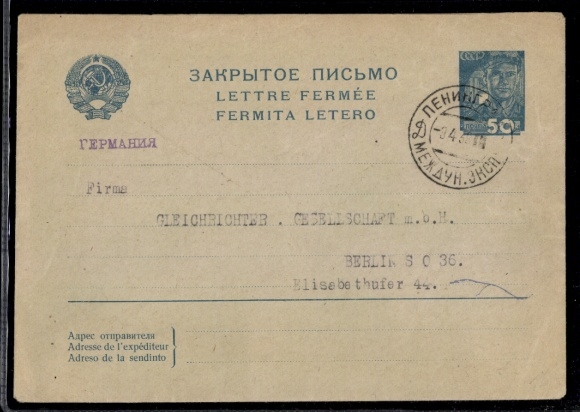 ЗАКРЫТОЕ ПИСЬМО
LETTRE FERMÉE
FERMITA LETERO
СССР
50
ЛЕНИНГРАД
МЕЖДУН. ЭКСП
ГЕРМАНИЯ
Firma
GLEICHRICHTER . GESELLSCHAFT m.b.H.
BERLIN S O 36.
Elisabethufer 44.
Адрес отправителя
Adresse de l'expéditeur
Adreso de la sendinto